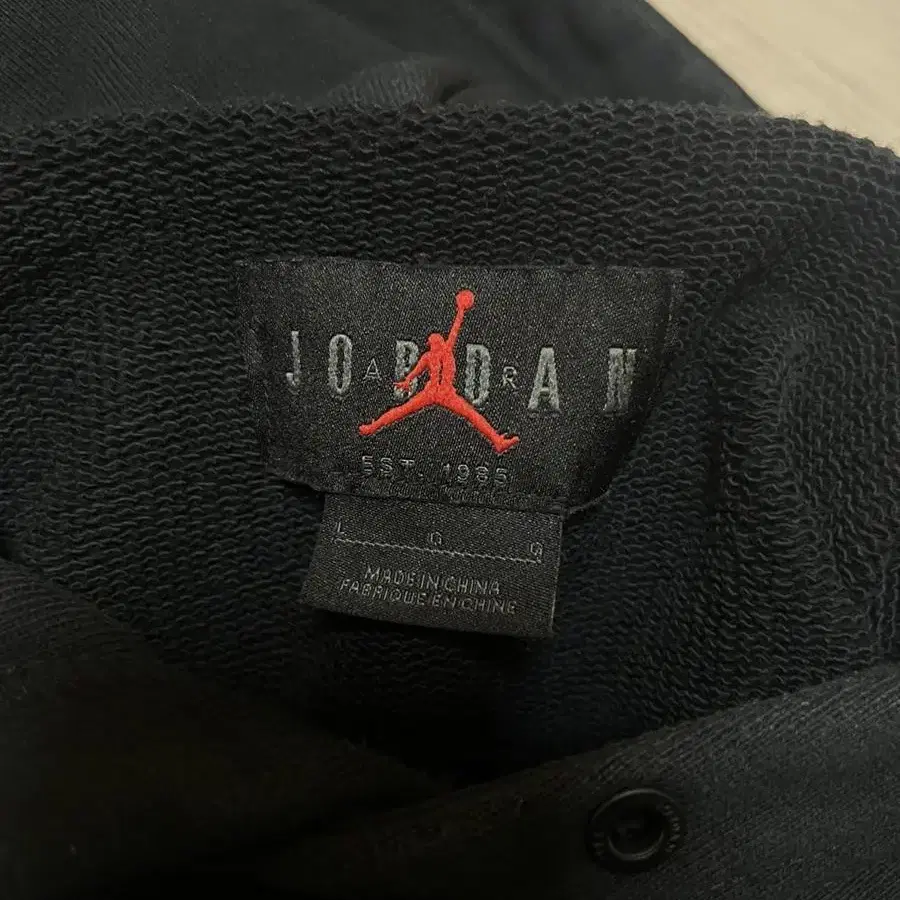 JORDAN
AIR
EST. 1985
L G G
MADE IN CHINA
FABRIQUE EN CHINE